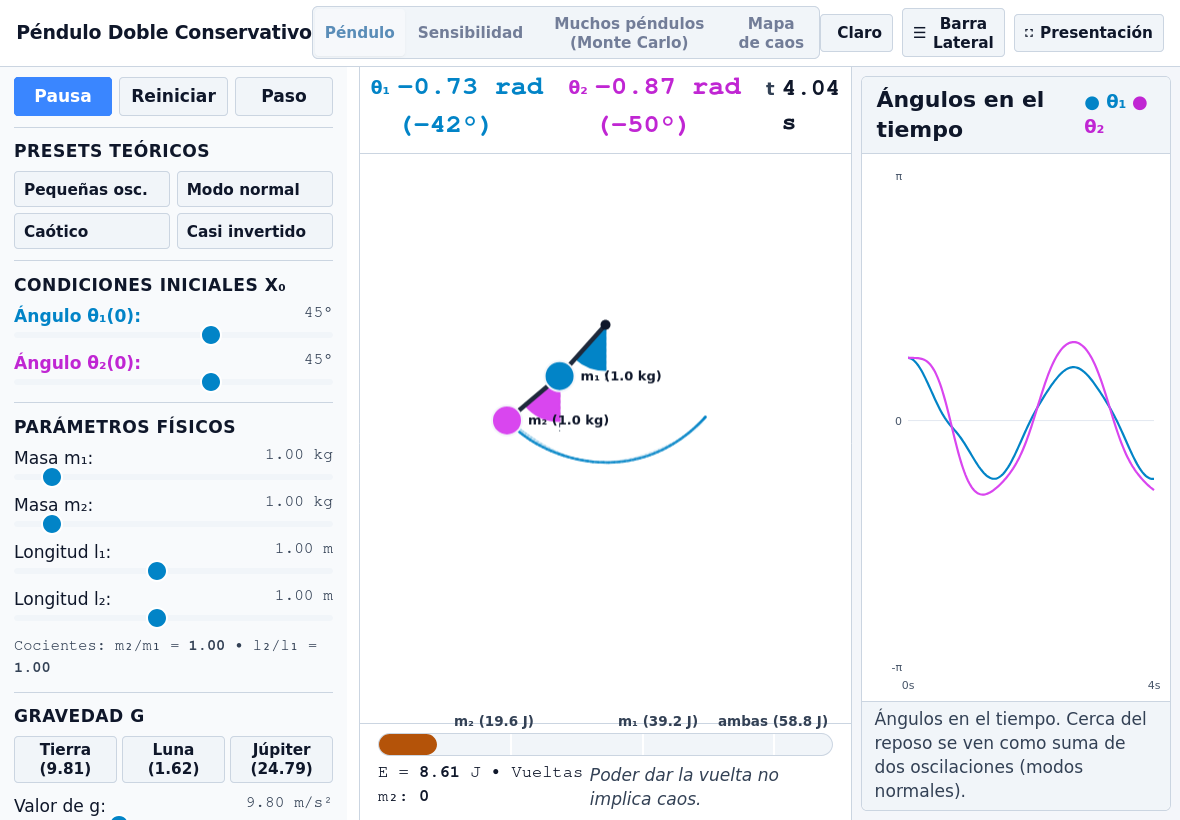 Péndulo Doble Conservativo
Péndulo
Sensibilidad
Muchos péndulos
(Monte Carlo)
Mapa
de caos
Claro
☰ Barra
Lateral
⛶ Presentación
Pausa
Reiniciar
Paso
PRESETS TEÓRICOS
Pequeñas osc.
Modo normal
Caótico
Casi invertido
CONDICIONES INICIALES X₀
Ángulo θ₁(0): 45°
Ángulo θ₂(0): 45°
PARÁMETROS FÍSICOS
Masa m₁: 1.00 kg
Masa m₂: 1.00 kg
Longitud l₁: 1.00 m
Longitud l₂: 1.00 m
Cocientes: m₂/m₁ = 1.00 • l₂/l₁ =
1.00
GRAVEDAD G
Tierra
(9.81)
Luna
(1.62)
Júpiter
(24.79)
Valor de g: 9.80 m/s²
θ₁ −0.73 rad
(−42°)
θ₂ −0.87 rad
(−50°)
t 4.04
s
m₁ (1.0 kg)
m₂ (1.0 kg)
m₂ (19.6 J)
m₁ (39.2 J)
ambas (58.8 J)
E = 8.61 J • Vueltas
m₂: 0
Poder dar la vuelta no
implica caos.
Ángulos en el
tiempo
● θ₁ ●
θ₂
π
0
-π
0s
4s
Ángulos en el tiempo. Cerca del
reposo se ven como suma de
dos oscilaciones (modos
normales).